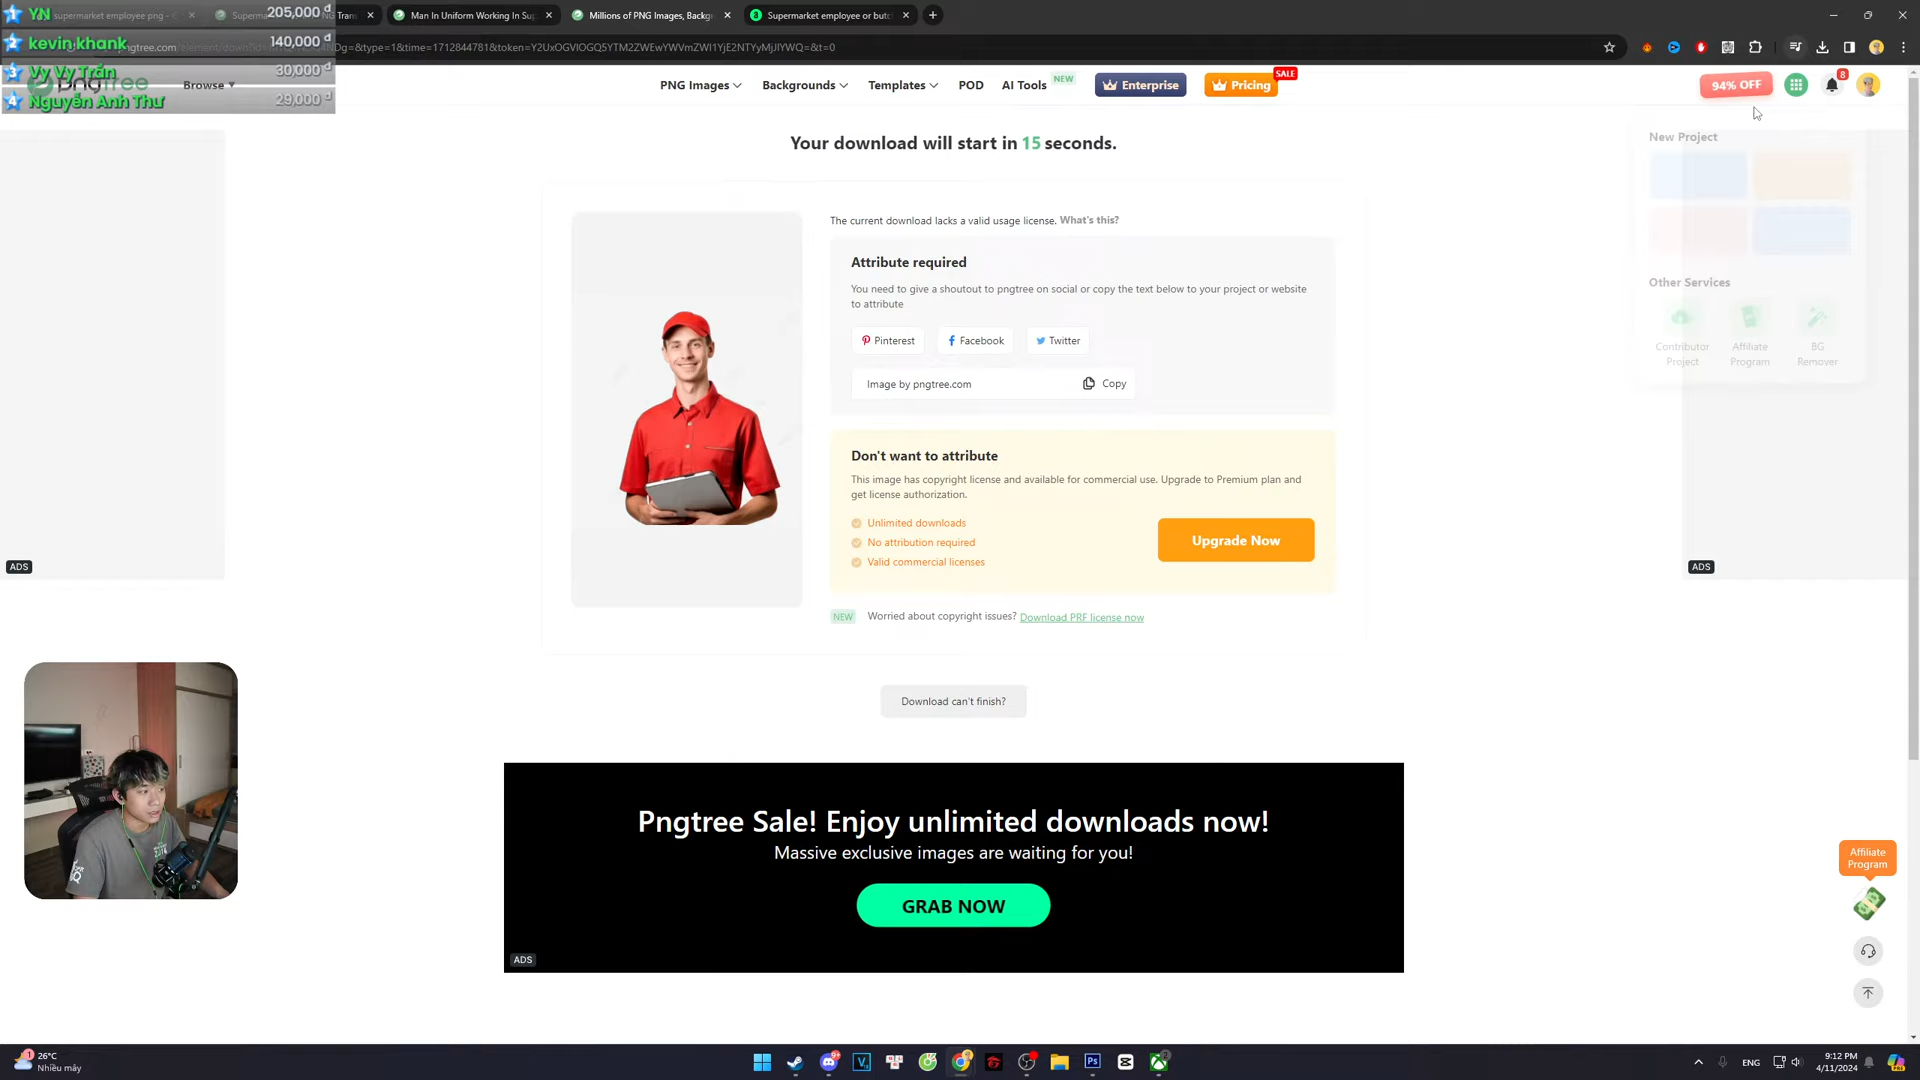 YN 205,000 đ
kevin.khank 140,000 đ
Vy Vy Trần 30,000 đ
Nguyễn Anh Thư 29,000 đ
supermarket employee png - G
Man In Uniform Working In Sup
Millions of PNG Images, Backg
Supermarket employee or butc
pngtree
Browse
PNG Images
Backgrounds
Templates
POD
AI Tools
NEW
Enterprise
Pricing
SALE
94% OFF
8
Your download will start in 15 seconds.
The current download lacks a valid usage license. What's this?
Attribute required
You need to give a shoutout to pngtree on social or copy the text below to your project or website
to attribute
Pinterest
Facebook
Twitter
Image by pngtree.com
Copy
Don't want to attribute
This image has copyright license and available for commercial use. Upgrade to Premium plan and
get license authorization.
Unlimited downloads
No attribution required
Valid commercial licenses
Upgrade Now
NEW
Worried about copyright issues? Download PRF license now
Download can't finish?
New Project
Other Services
Contributor
Project
Affiliate
Program
BG
Remover
ADS
ADS
Pngtree Sale! Enjoy unlimited downloads now!
Massive exclusive images are waiting for you!
GRAB NOW
ADS
Affiliate
Program
26°C
Nhiều mây
ENG
9:12 PM
4/11/2024